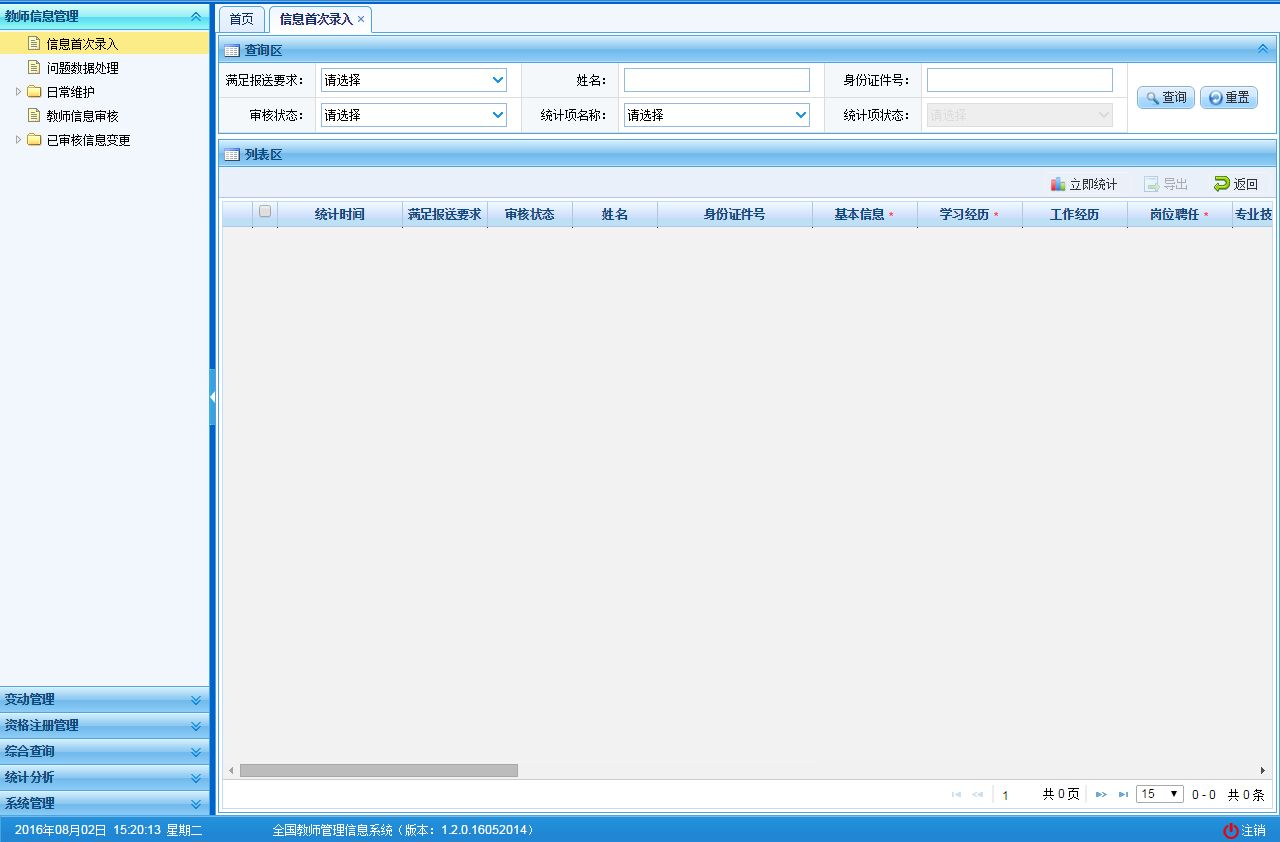 教师信息管理
首页 信息首次录入 ×
信息首次录入
问题数据处理
日常维护
教师信息审核
已审核信息变更
查询区
满足报送要求： 请选择 姓名： 身份证件号：
查询 重置
审核状态： 请选择 统计项名称： 请选择 统计项状态： 请选择
列表区
立即统计 导出 返回
统计时间 满足报送要求 审核状态 姓名 身份证件号 基本信息 * 学习经历 * 工作经历 岗位聘任 * 专业技
变动管理
资格注册管理
综合查询
统计分析
系统管理
1 共 0 页 15 0 - 0 共 0 条
2016年08月02日 15:20:13 星期二 全国教师管理信息系统（版本：1.2.0.16052014） 注销